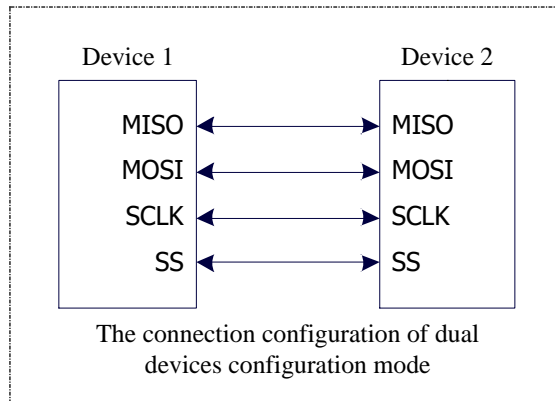 Device 1 Device 2
MISO MISO
MOSI MOSI
SCLK SCLK
SS SS
The connection configuration of dual
devices configuration mode